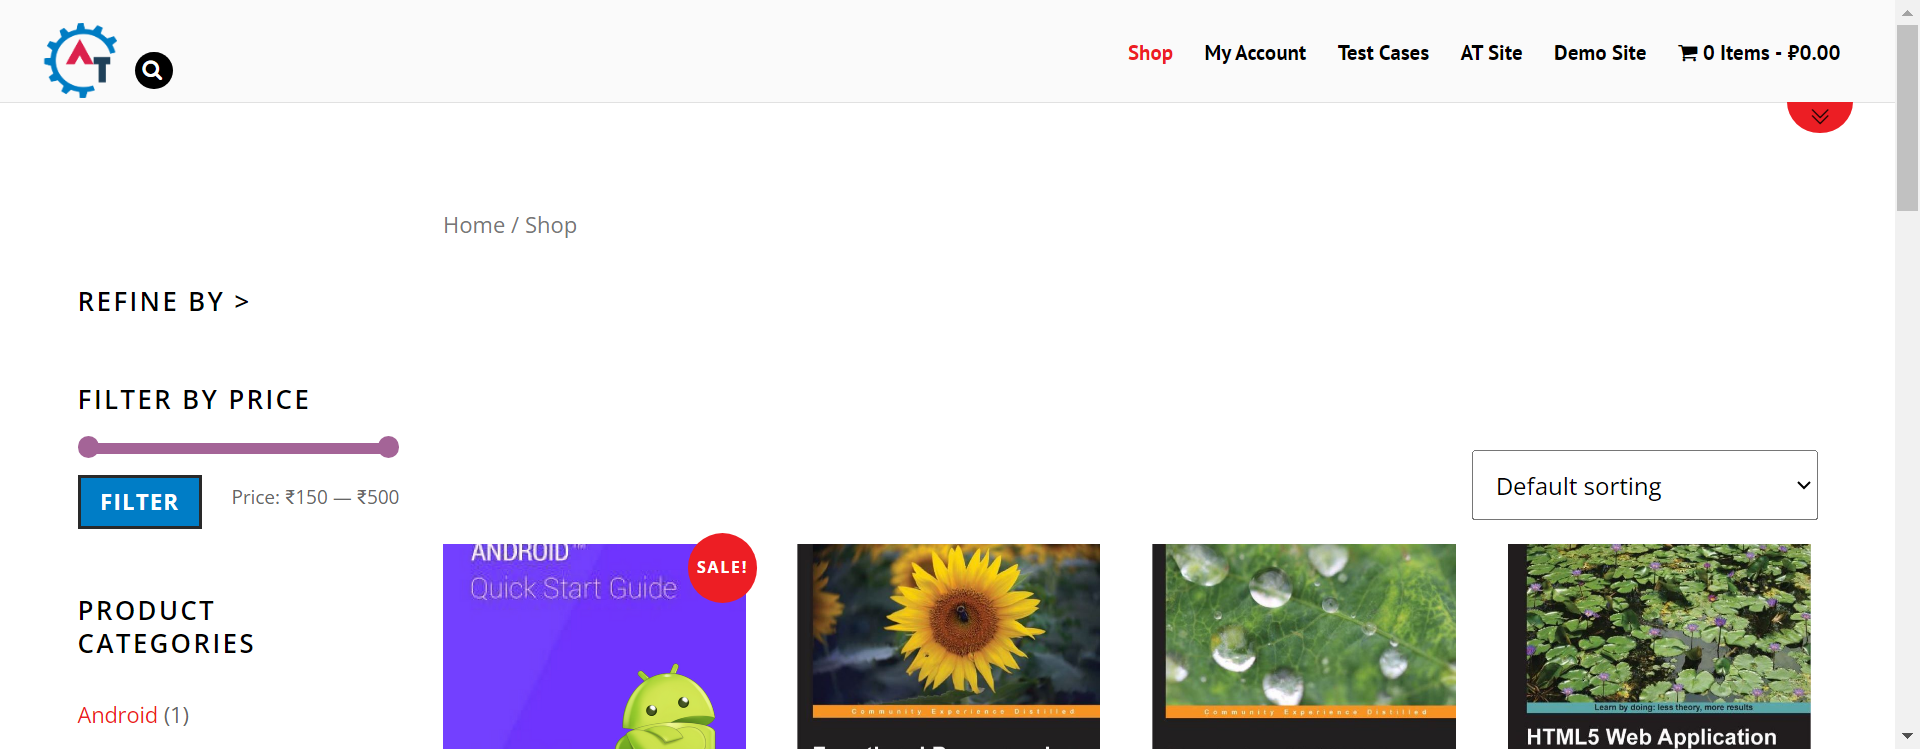 AT
Shop
My Account
Test Cases
AT Site
Demo Site
0 Items - ₽0.00
Home / Shop
REFINE BY >
FILTER BY PRICE
FILTER
Price: ₹150 — ₹500
Default sorting
PRODUCT
CATEGORIES
Android (1)
ANDROID™
Quick Start Guide
SALE!
Community Experience Distilled
Community Experience Distilled
Learn by doing: less theory, more results
HTML5 Web Application